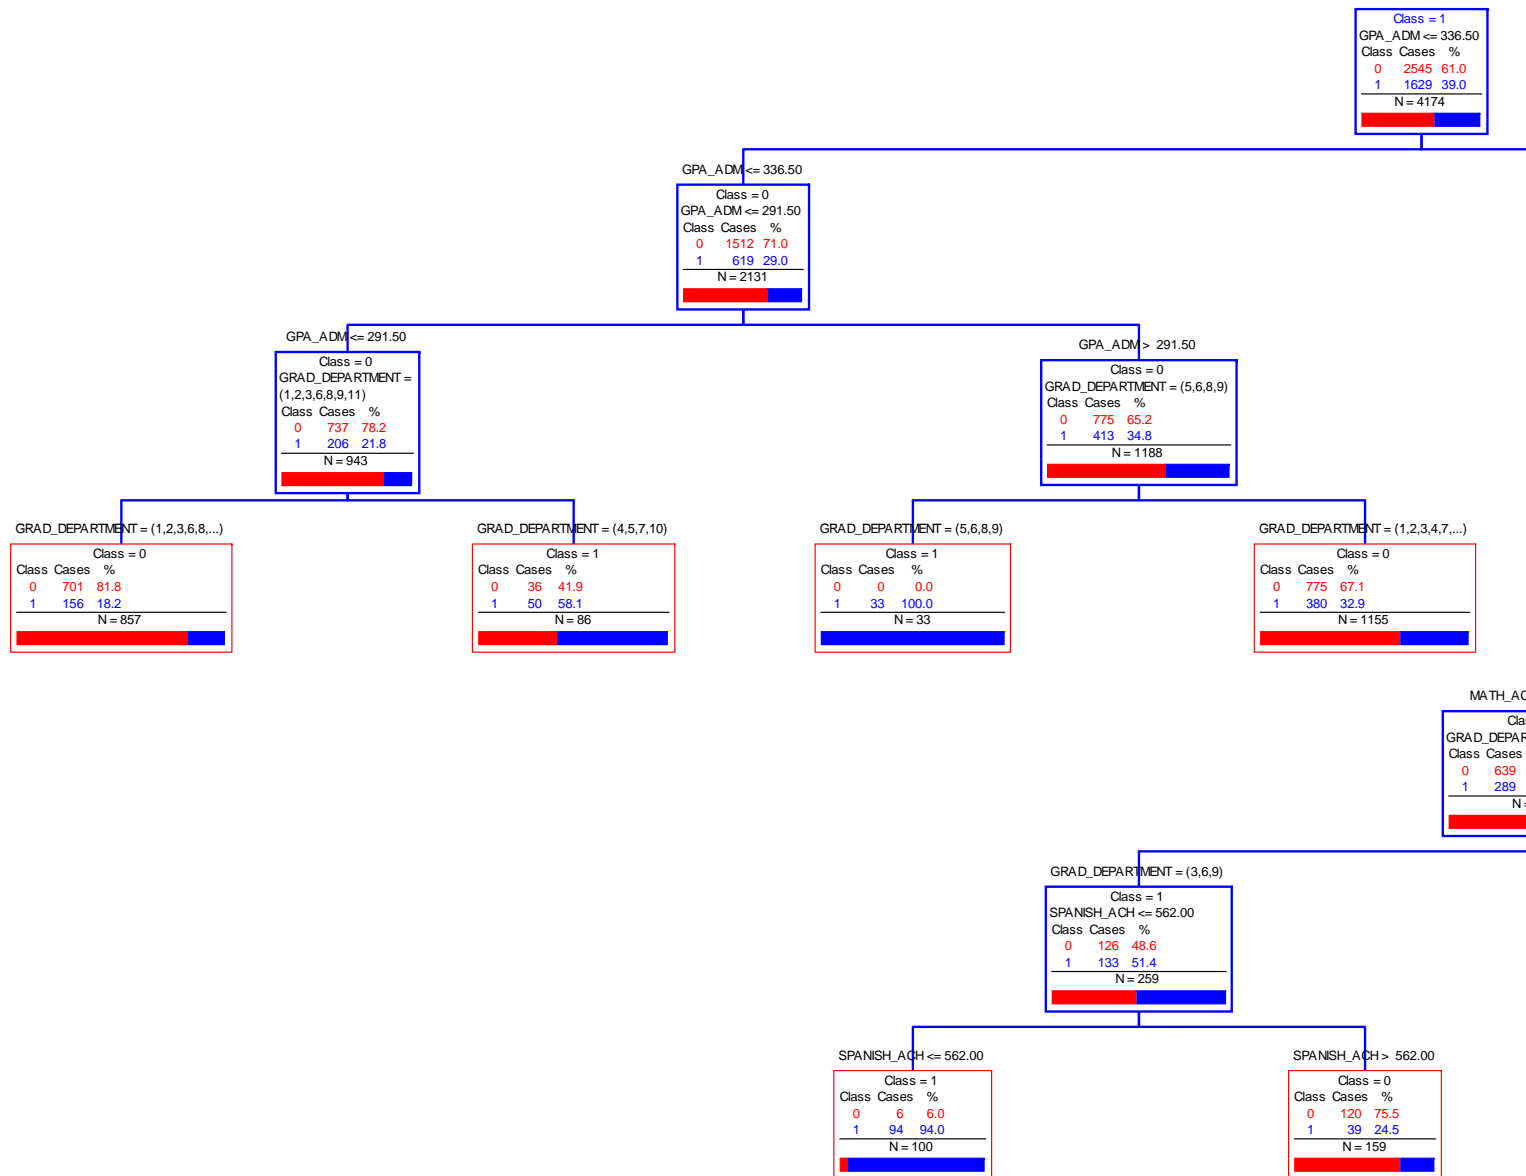 Class = 1
GPA_ADM <= 336.50
Class Cases %
0 2545 61.0
1 1629 39.0
N = 4174
GPA_ADM <= 336.50
Class = 0
GPA_ADM <= 291.50
Class Cases %
0 1512 71.0
1 619 29.0
N = 2131
GPA_ADM <= 291.50
Class = 0
GRAD_DEPARTMENT =
(1,2,3,6,8,9,11)
Class Cases %
0 737 78.2
1 206 21.8
N = 943
GPA_ADM > 291.50
Class = 0
GRAD_DEPARTMENT = (5,6,8,9)
Class Cases %
0 775 65.2
1 413 34.8
N = 1188
GRAD_DEPARTMENT = (1,2,3,6,8,...)
Class = 0
Class Cases %
0 701 81.8
1 156 18.2
N = 857
GRAD_DEPARTMENT = (4,5,7,10)
Class = 1
Class Cases %
0 36 41.9
1 50 58.1
N = 86
GRAD_DEPARTMENT = (5,6,8,9)
Class = 1
Class Cases %
0 0 0.0
1 33 100.0
N = 33
GRAD_DEPARTMENT = (1,2,3,4,7,...)
Class = 0
Class Cases %
0 775 67.1
1 380 32.9
N = 1155
MATH_AC
Cla
GRAD_DEPAR
Class Cases
0 639
1 289
N =
GRAD_DEPARTMENT = (3,6,9)
Class = 1
SPANISH_ACH <= 562.00
Class Cases %
0 126 48.6
1 133 51.4
N = 259
SPANISH_ACH <= 562.00
Class = 1
Class Cases %
0 6 6.0
1 94 94.0
N = 100
SPANISH_ACH > 562.00
Class = 0
Class Cases %
0 120 75.5
1 39 24.5
N = 159